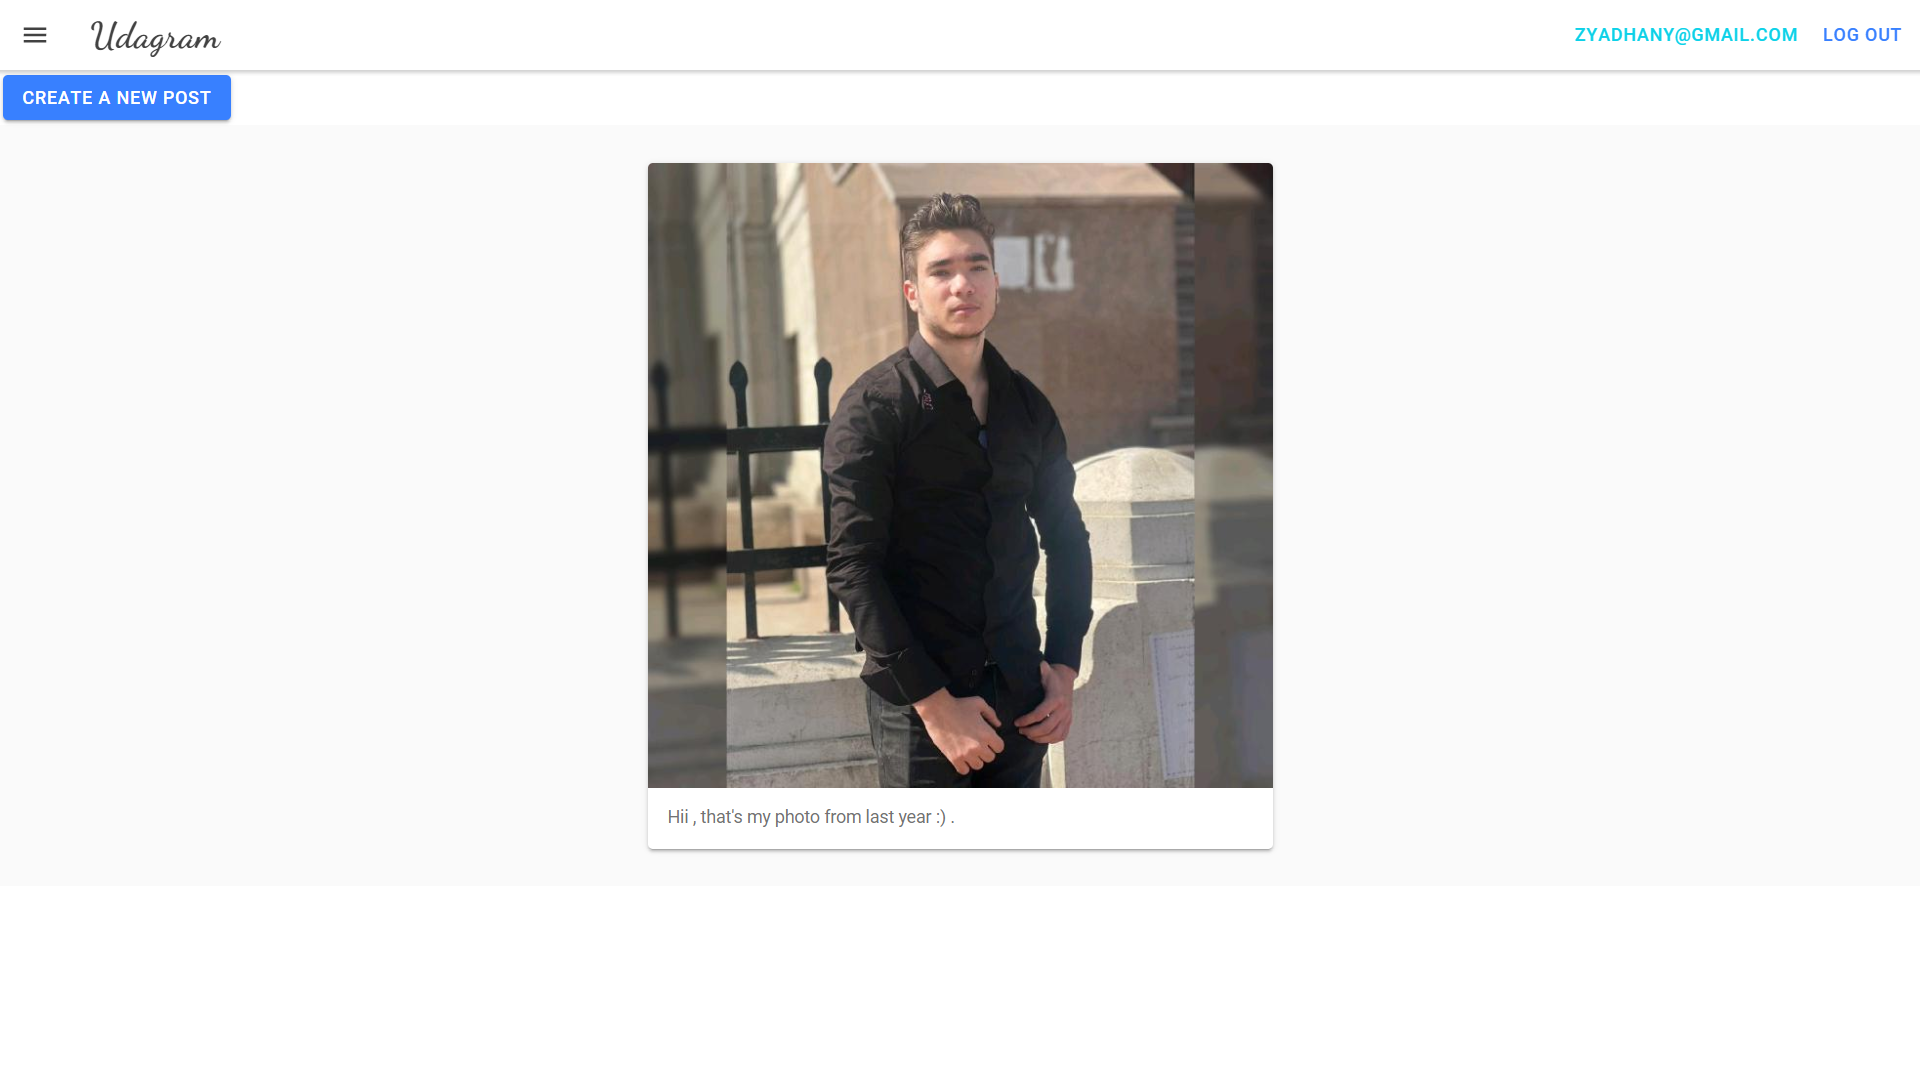 Udagram
ZYADHANY@GMAIL.COM
LOG OUT
CREATE A NEW POST
Hii , that's my photo from last year :) .